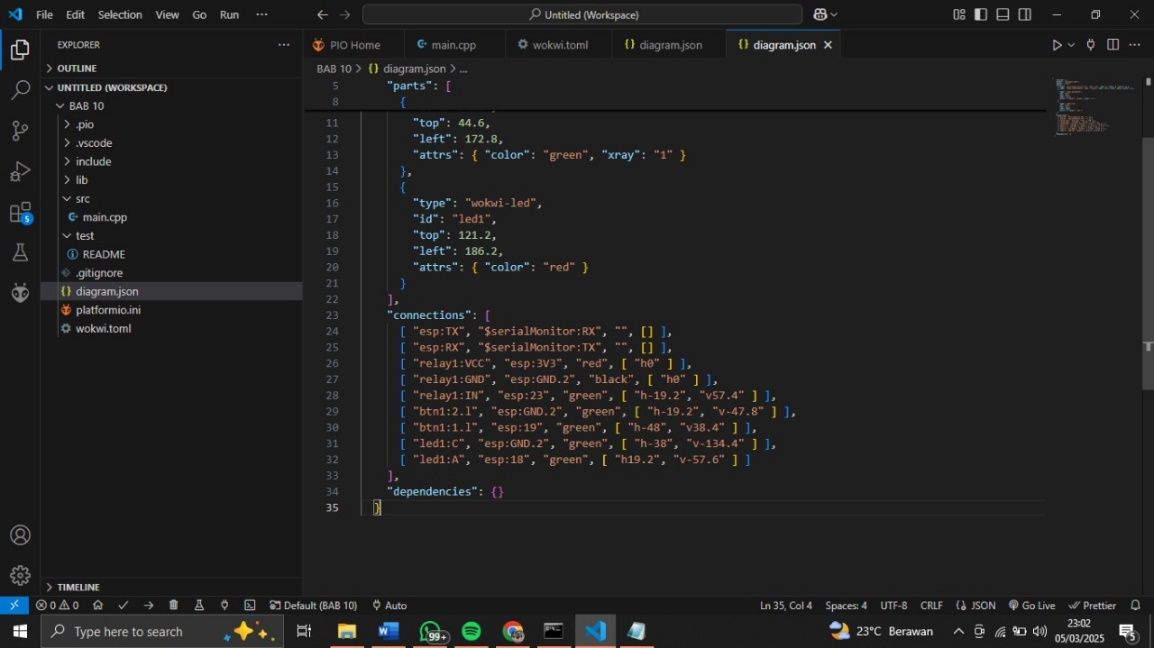 File Edit Selection View Go Run ···
Untitled (Workspace)
EXPLORER ···
OUTLINE
UNTITLED (WORKSPACE)
BAB 10
.pio
.vscode
include
lib
src
main.cpp
test
README
.gitignore
diagram.json
platformio.ini
wokwi.toml
TIMELINE
5
PIO Home main.cpp wokwi.toml {} diagram.json {} diagram.json
BAB 10 > {} diagram.json > ...
5 "parts": [
8 {
11 "top": 44.6,
12 "left": 172.8,
13 "attrs": { "color": "green", "xray": "1" }
14 },
15 {
16 "type": "wokwi-led",
17 "id": "led1",
18 "top": 121.2,
19 "left": 186.2,
20 "attrs": { "color": "red" }
21 }
22 ],
23 "connections": [
24 [ "esp:TX", "$serialMonitor:RX", "", [] ],
25 [ "esp:RX", "$serialMonitor:TX", "", [] ],
26 [ "relay1:VCC", "esp:3V3", "red", [ "h0" ] ],
27 [ "relay1:GND", "esp:GND.2", "black", [ "h0" ] ],
28 [ "relay1:IN", "esp:23", "green", [ "h-19.2", "v57.4" ] ],
29 [ "btn1:2.l", "esp:GND.2", "green", [ "h-19.2", "v-47.8" ] ],
30 [ "btn1:1.l", "esp:19", "green", [ "h-48", "v38.4" ] ],
31 [ "led1:C", "esp:GND.2", "green", [ "h-38", "v-134.4" ] ],
32 [ "led1:A", "esp:18", "green", [ "h19.2", "v-57.6" ] ]
33 ],
34 "dependencies": {}
35 }
0 0 Default (BAB 10) Auto Ln 35, Col 4 Spaces: 4 UTF-8 CRLF {} JSON Go Live Prettier
Type here to search 99+ 23°C Berawan 23:02
05/03/2025 5